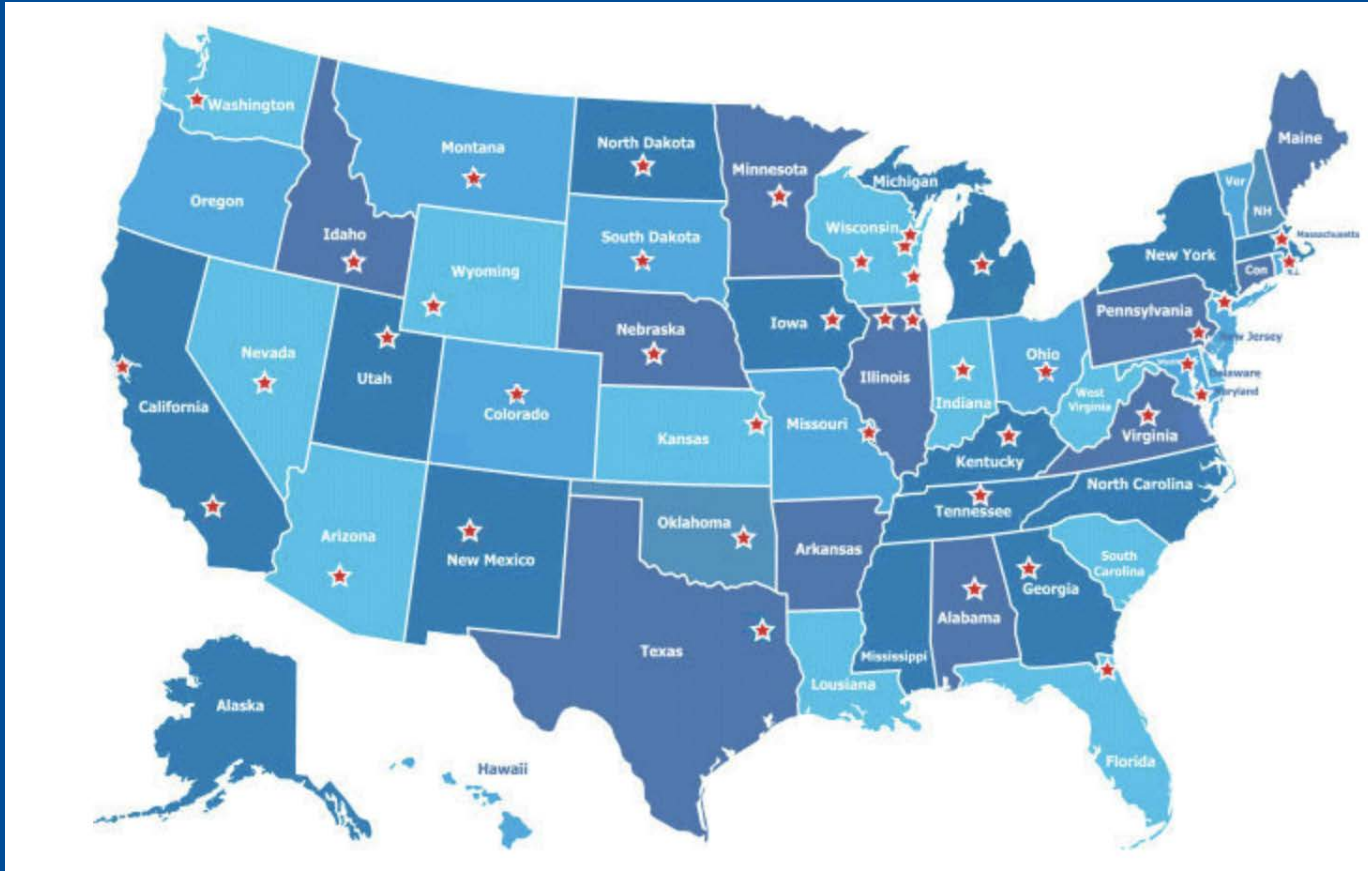 Washington
Oregon
Idaho
Montana
North Dakota
Minnesota
South Dakota
Wyoming
Nebraska
Iowa
Wisconsin
Michigan
Illinois
Indiana
Ohio
Pennsylvania
New York
Ver
NH
Maine
Massachusetts
Con
New Jersey
Delaware
Maryland
West
Virginia
Virginia
Kentucky
Tennessee
North Carolina
South
Carolina
Georgia
Alabama
Mississippi
Florida
Lousiana
Arkansas
Missouri
Kansas
Oklahoma
Texas
New Mexico
Colorado
Utah
Nevada
California
Arizona
Alaska
Hawaii